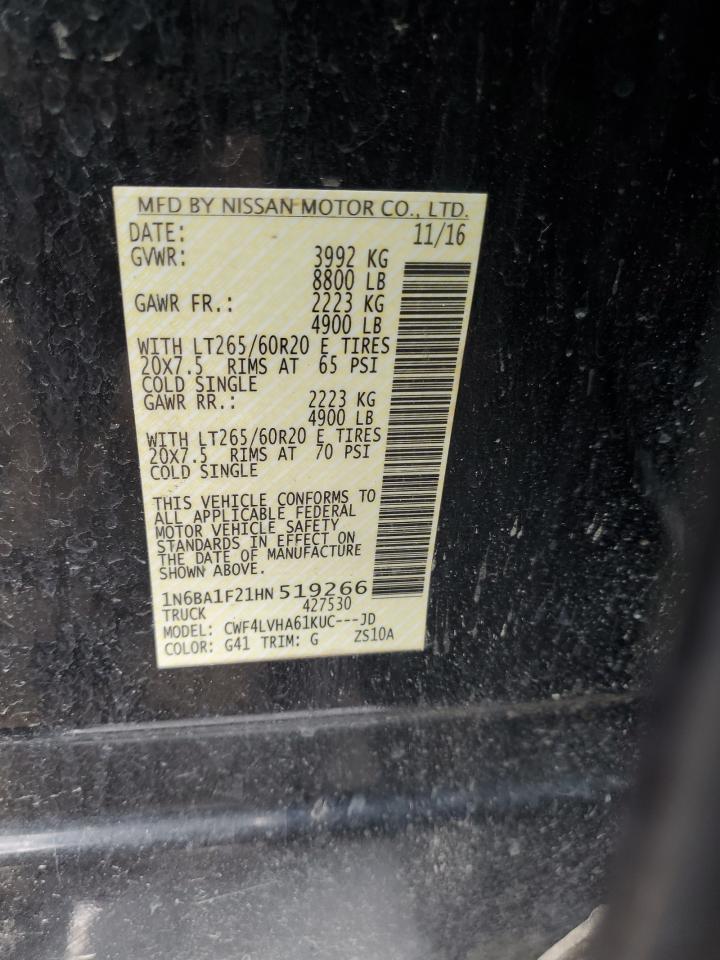 MFD BY NISSAN MOTOR CO., LTD.
DATE: 11/16
GVWR: 3992 KG
8800 LB
GAWR FR.: 2223 KG
4900 LB
WITH LT265/60R20 E TIRES
20X7.5 RIMS AT 65 PSI
COLD SINGLE
GAWR RR.: 2223 KG
4900 LB
WITH LT265/60R20 E TIRES
20X7.5 RIMS AT 70 PSI
COLD SINGLE
THIS VEHICLE CONFORMS TO
ALL APPLICABLE FEDERAL
MOTOR VEHICLE SAFETY
STANDARDS IN EFFECT ON
THE DATE OF MANUFACTURE
SHOWN ABOVE.
1N6BA1F21HN 519266
TRUCK 427530
MODEL: CWF4LVHA61KUC---JD
COLOR: G41 TRIM: G ZS10A